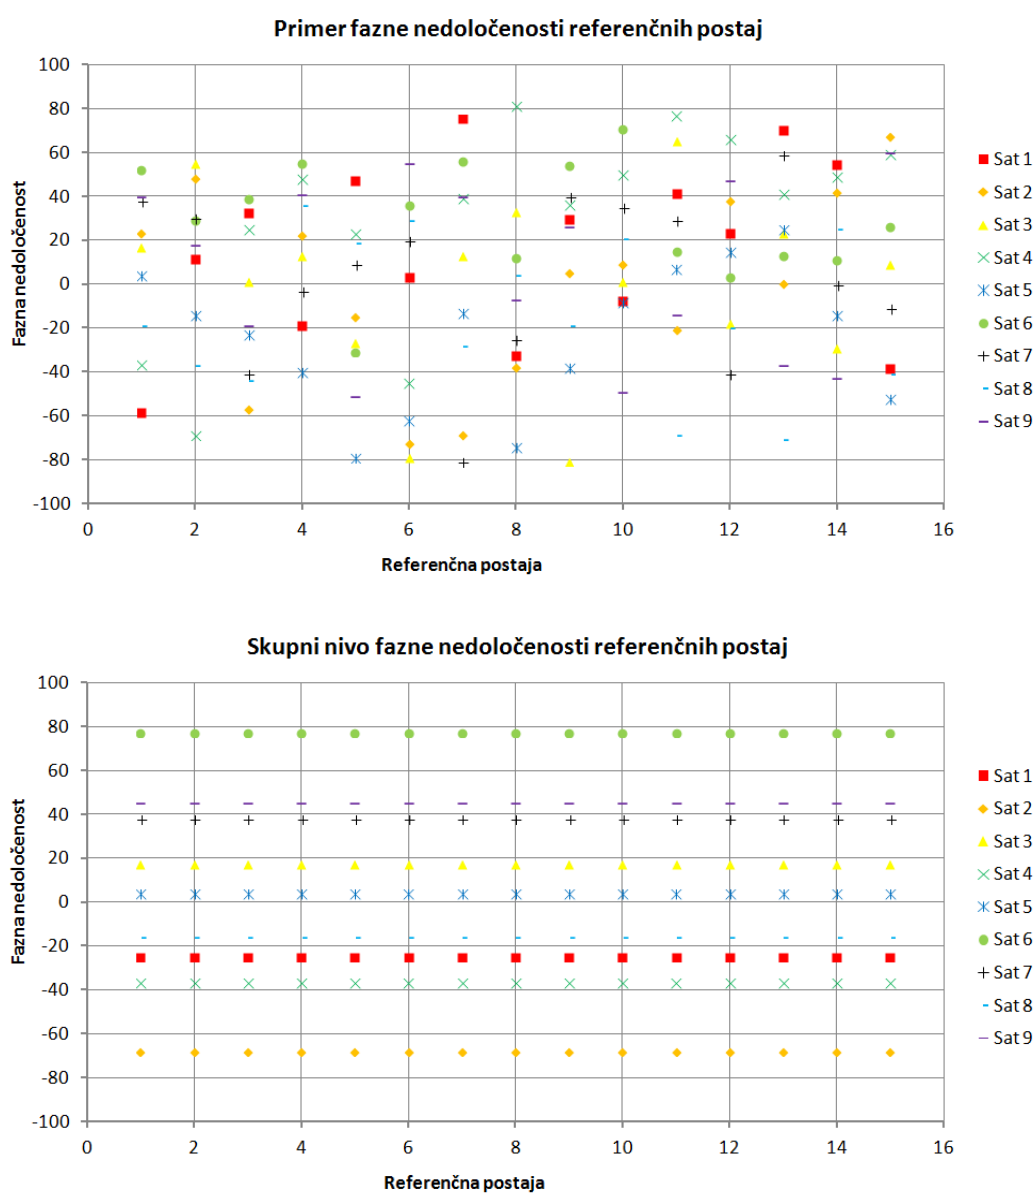 Primer fazne nedoločenosti referenčnih postaj
100
80
60
40
20
0
-20
-40
-60
-80
-100
Fazna nedoločenost
0 2 4 6 8 10 12 14 16
Referenčna postaja
Sat 1
Sat 2
Sat 3
Sat 4
Sat 5
Sat 6
Sat 7
Sat 8
Sat 9
Skupni nivo fazne nedoločenosti referenčnih postaj
100
80
60
40
20
0
-20
-40
-60
-80
-100
Fazna nedoločenost
0 2 4 6 8 10 12 14 16
Referenčna postaja
Sat 1
Sat 2
Sat 3
Sat 4
Sat 5
Sat 6
Sat 7
Sat 8
Sat 9